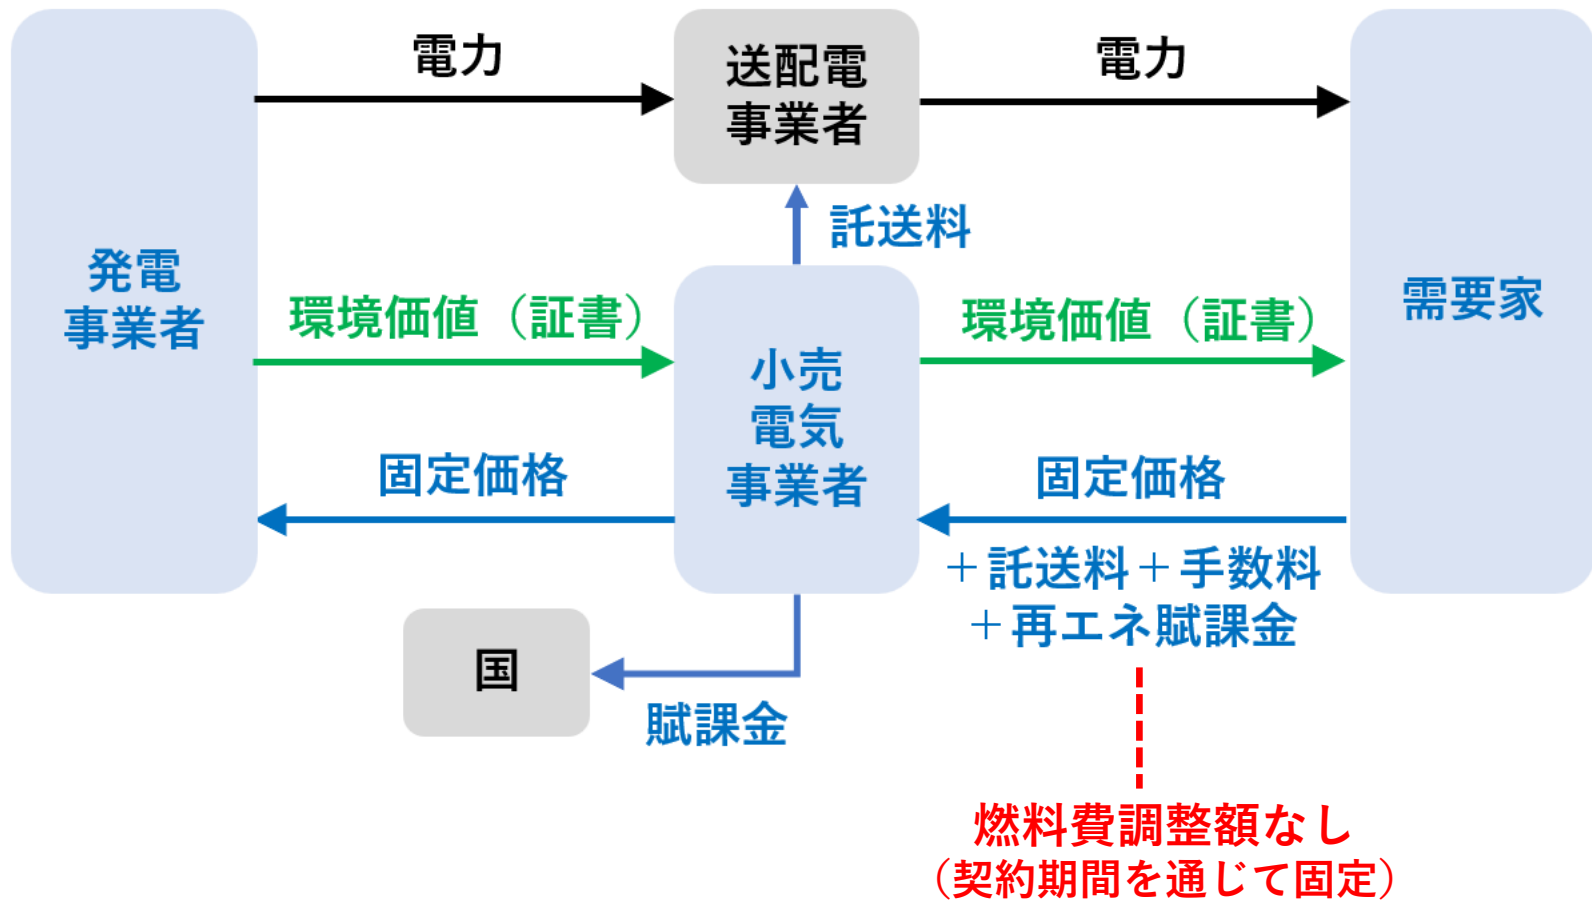 電力
送配電
事業者
電力
託送料
発電
事業者
環境価値（証書）
小売
電気
事業者
環境価値（証書）
需要家
固定価格
固定価格
＋託送料＋手数料
＋再エネ賦課金
国
賦課金
燃料費調整額なし
（契約期間を通じて固定）